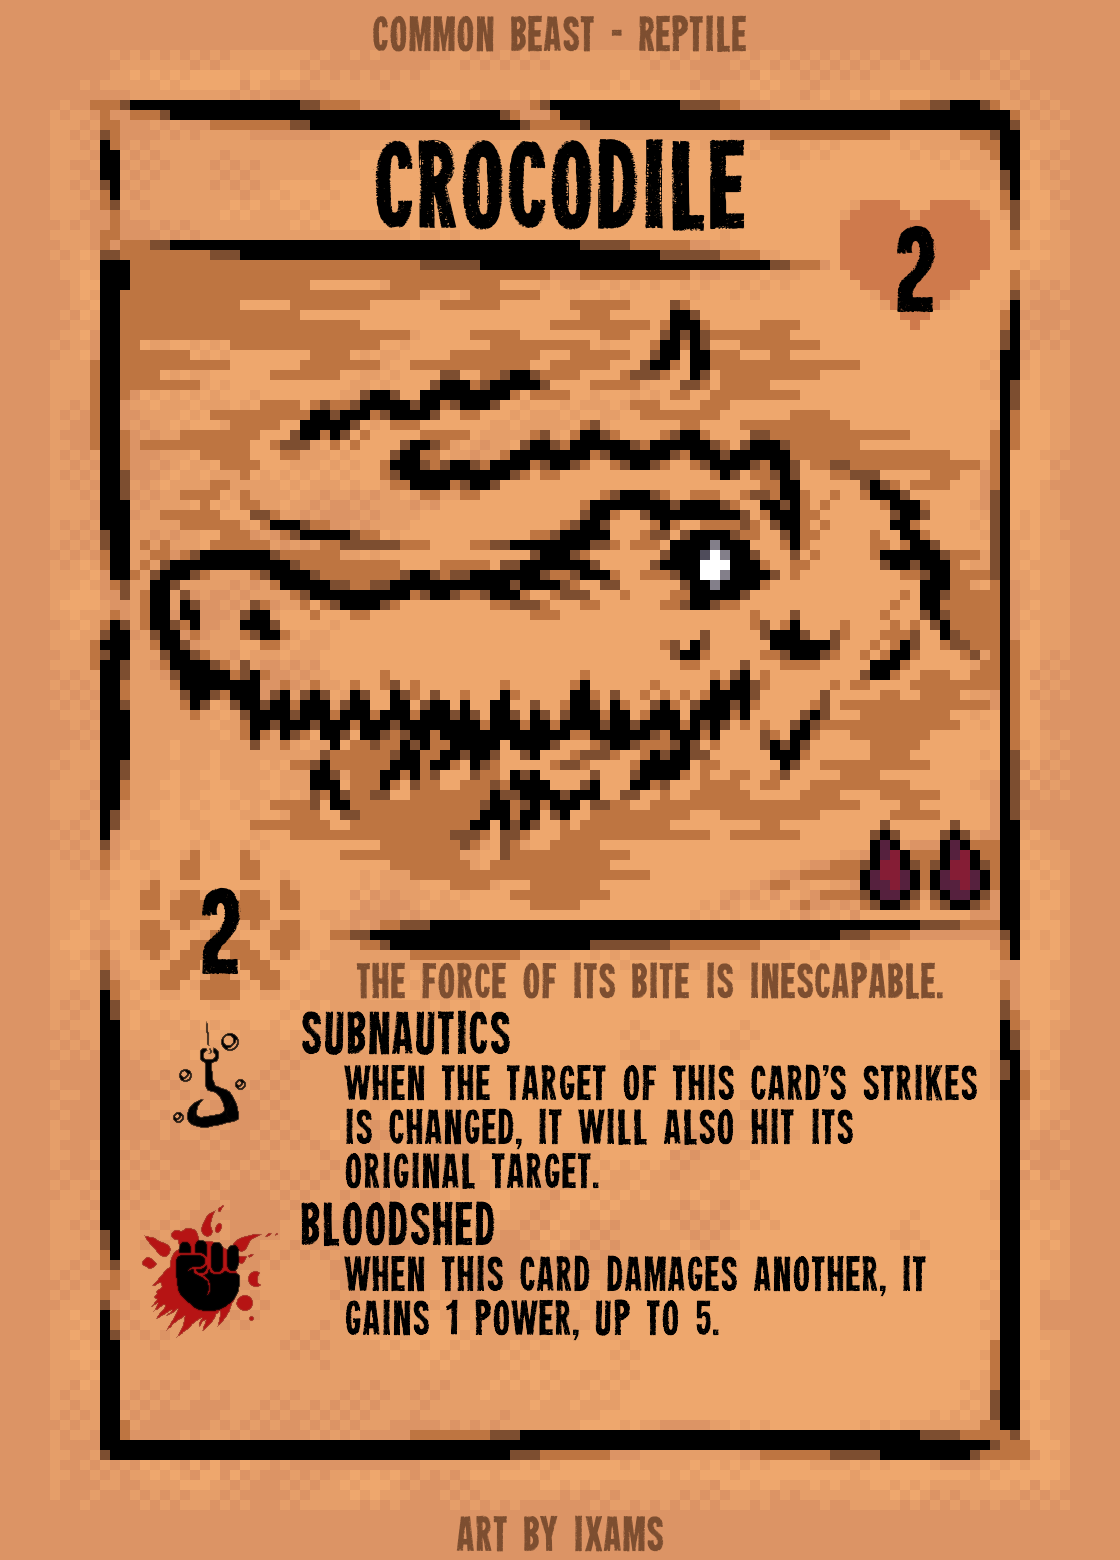 COMMON BEAST - REPTILE
CROCODILE
2
2
THE FORCE OF ITS BITE IS INESCAPABLE.
SUBNAUTICS
WHEN THE TARGET OF THIS CARD'S STRIKES
IS CHANGED, IT WILL ALSO HIT ITS
ORIGINAL TARGET.
BLOODSHED
WHEN THIS CARD DAMAGES ANOTHER, IT
GAINS 1 POWER, UP TO 5.
ART BY IXAMS